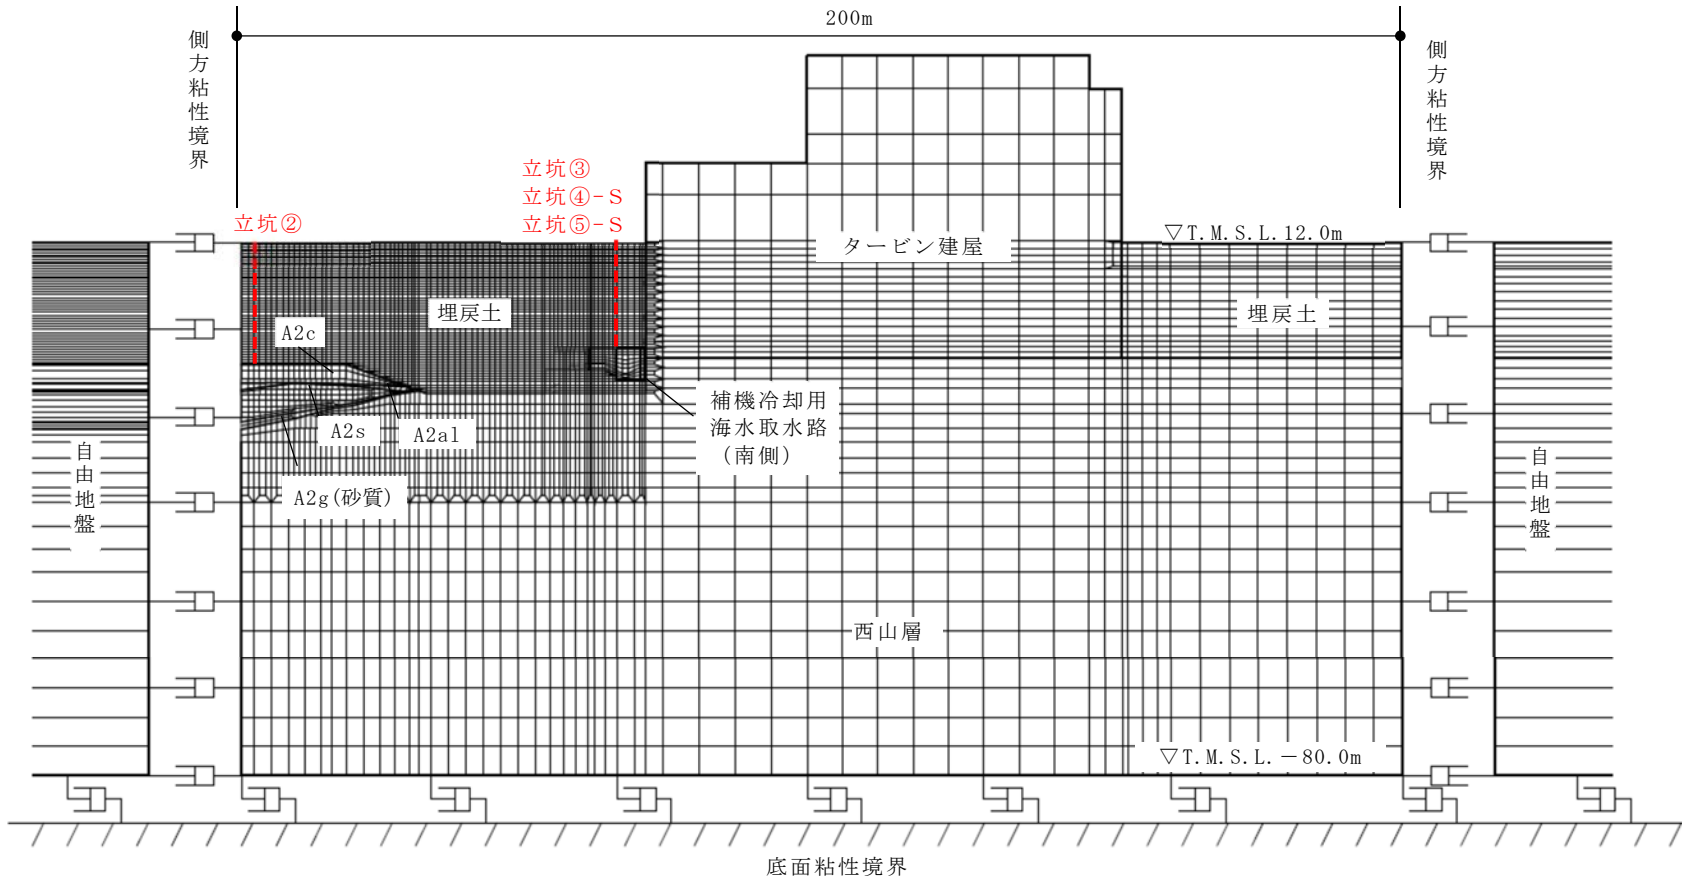 200m
側方粘性境界
側方粘性境界
立坑③
立坑④-S
立坑⑤-S
立坑②
▽T.M.S.L.12.0m
タービン建屋
埋戻土
埋戻土
A2c
補機冷却用
海水取水路
(南側)
A2s
A2al
自由地盤
自由地盤
A2g(砂質)
西山層
▽T.M.S.L.-80.0m
底面粘性境界